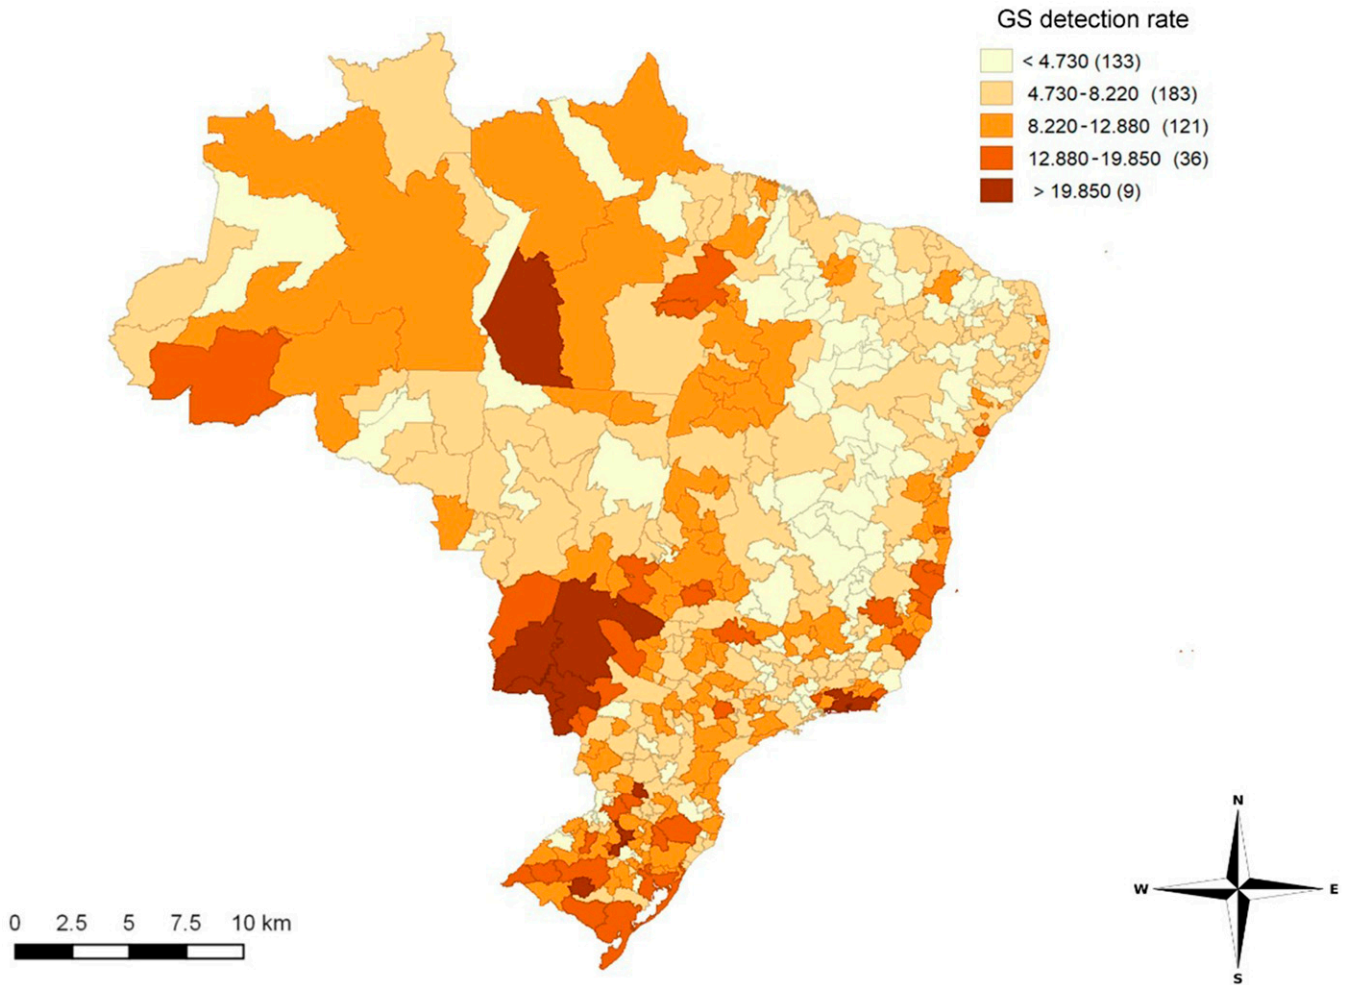 GS detection rate
< 4.730 (133)
4.730-8.220 (183)
8.220-12.880 (121)
12.880-19.850 (36)
> 19.850 (9)
N
W E
S
0 2.5 5 7.5 10 km